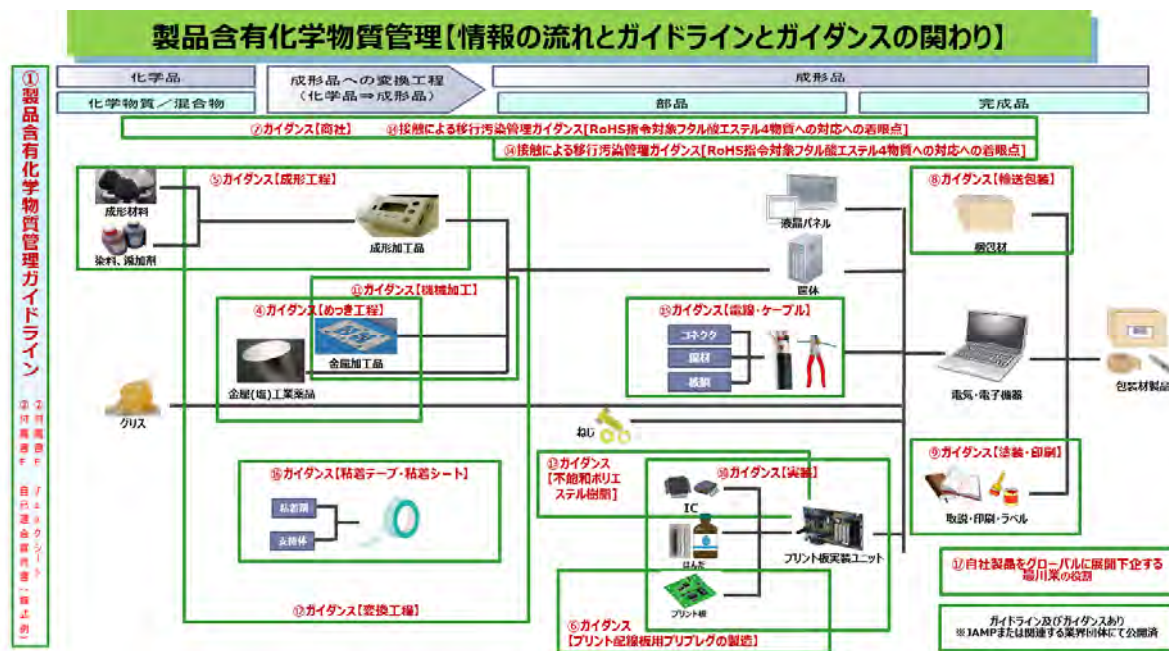 製品含有化学物質管理【情報の流れとガイドラインとガイダンスの関わり】
①製品含有化学物質管理ガイドライン
化学品
成形品への変換工程
(化学品⇒成形品)
成形品
化学物質／混合物
部品
完成品
⑦ガイダンス【商社】
接触による移行汚染管理ガイダンス[RoHS指令対象フタル酸エステル4物質への対応への着眼点]
⑭接触による移行汚染管理ガイダンス[RoHS指令対象フタル酸エステル4物質への対応への着眼点]
⑤ガイダンス【成形工程】
成形材料
染料、添加剤
成形加工品
液晶パネル
筐体
⑧ガイダンス【輸送包装】
梱包材
⑪ガイダンス【機械加工】
④ガイダンス【めっき工程】
金属加工品
金属(塩)工業薬品
⑮ガイダンス【電線・ケーブル】
コネクタ
線材
電気・電子機器
包装材製品
グリス
ねじ
⑨ガイダンス【塗装・印刷】
取説・印刷・ラベル
⑯ガイダンス【粘着テープ・粘着シート】
粘着剤
支持体
⑬ガイダンス
【不飽和ポリエ
ステル樹脂]
⑩ガイダンス【実装】
IC
はんだ
プリント板
プリント板実装ユニット
⑫ガイダンス【変換工程】
⑥ガイダンス
【プリント配線板用プリプレグの製造】
⑰自社製品をグローバルに展開下企する
川業の役割
ガイドライン及びガイダンスあり
※JAMPまたは関連する業界団体にて公開済